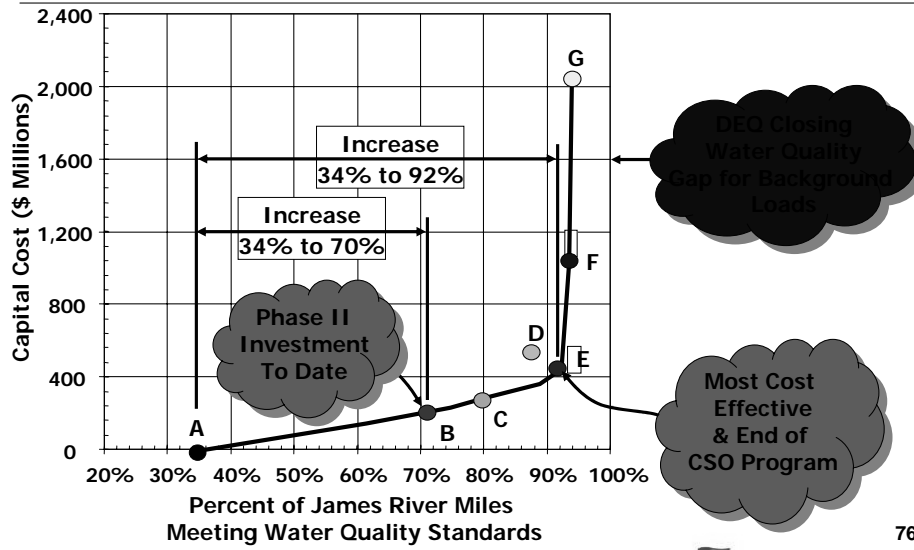 2,400
2,000
1,600
1,200
800
400
0
Capital Cost ($ Millions)
20% 30% 40% 50% 60% 70% 80% 90% 100%
Percent of James River Miles
Meeting Water Quality Standards
Increase
34% to 92%
Increase
34% to 70%
Phase II
Investment
To Date
A
B
C
D
E
F
G
DEQ Closing
Water Quality
Gap for Background
Loads
Most Cost
Effective
& End of
CSO Program
76